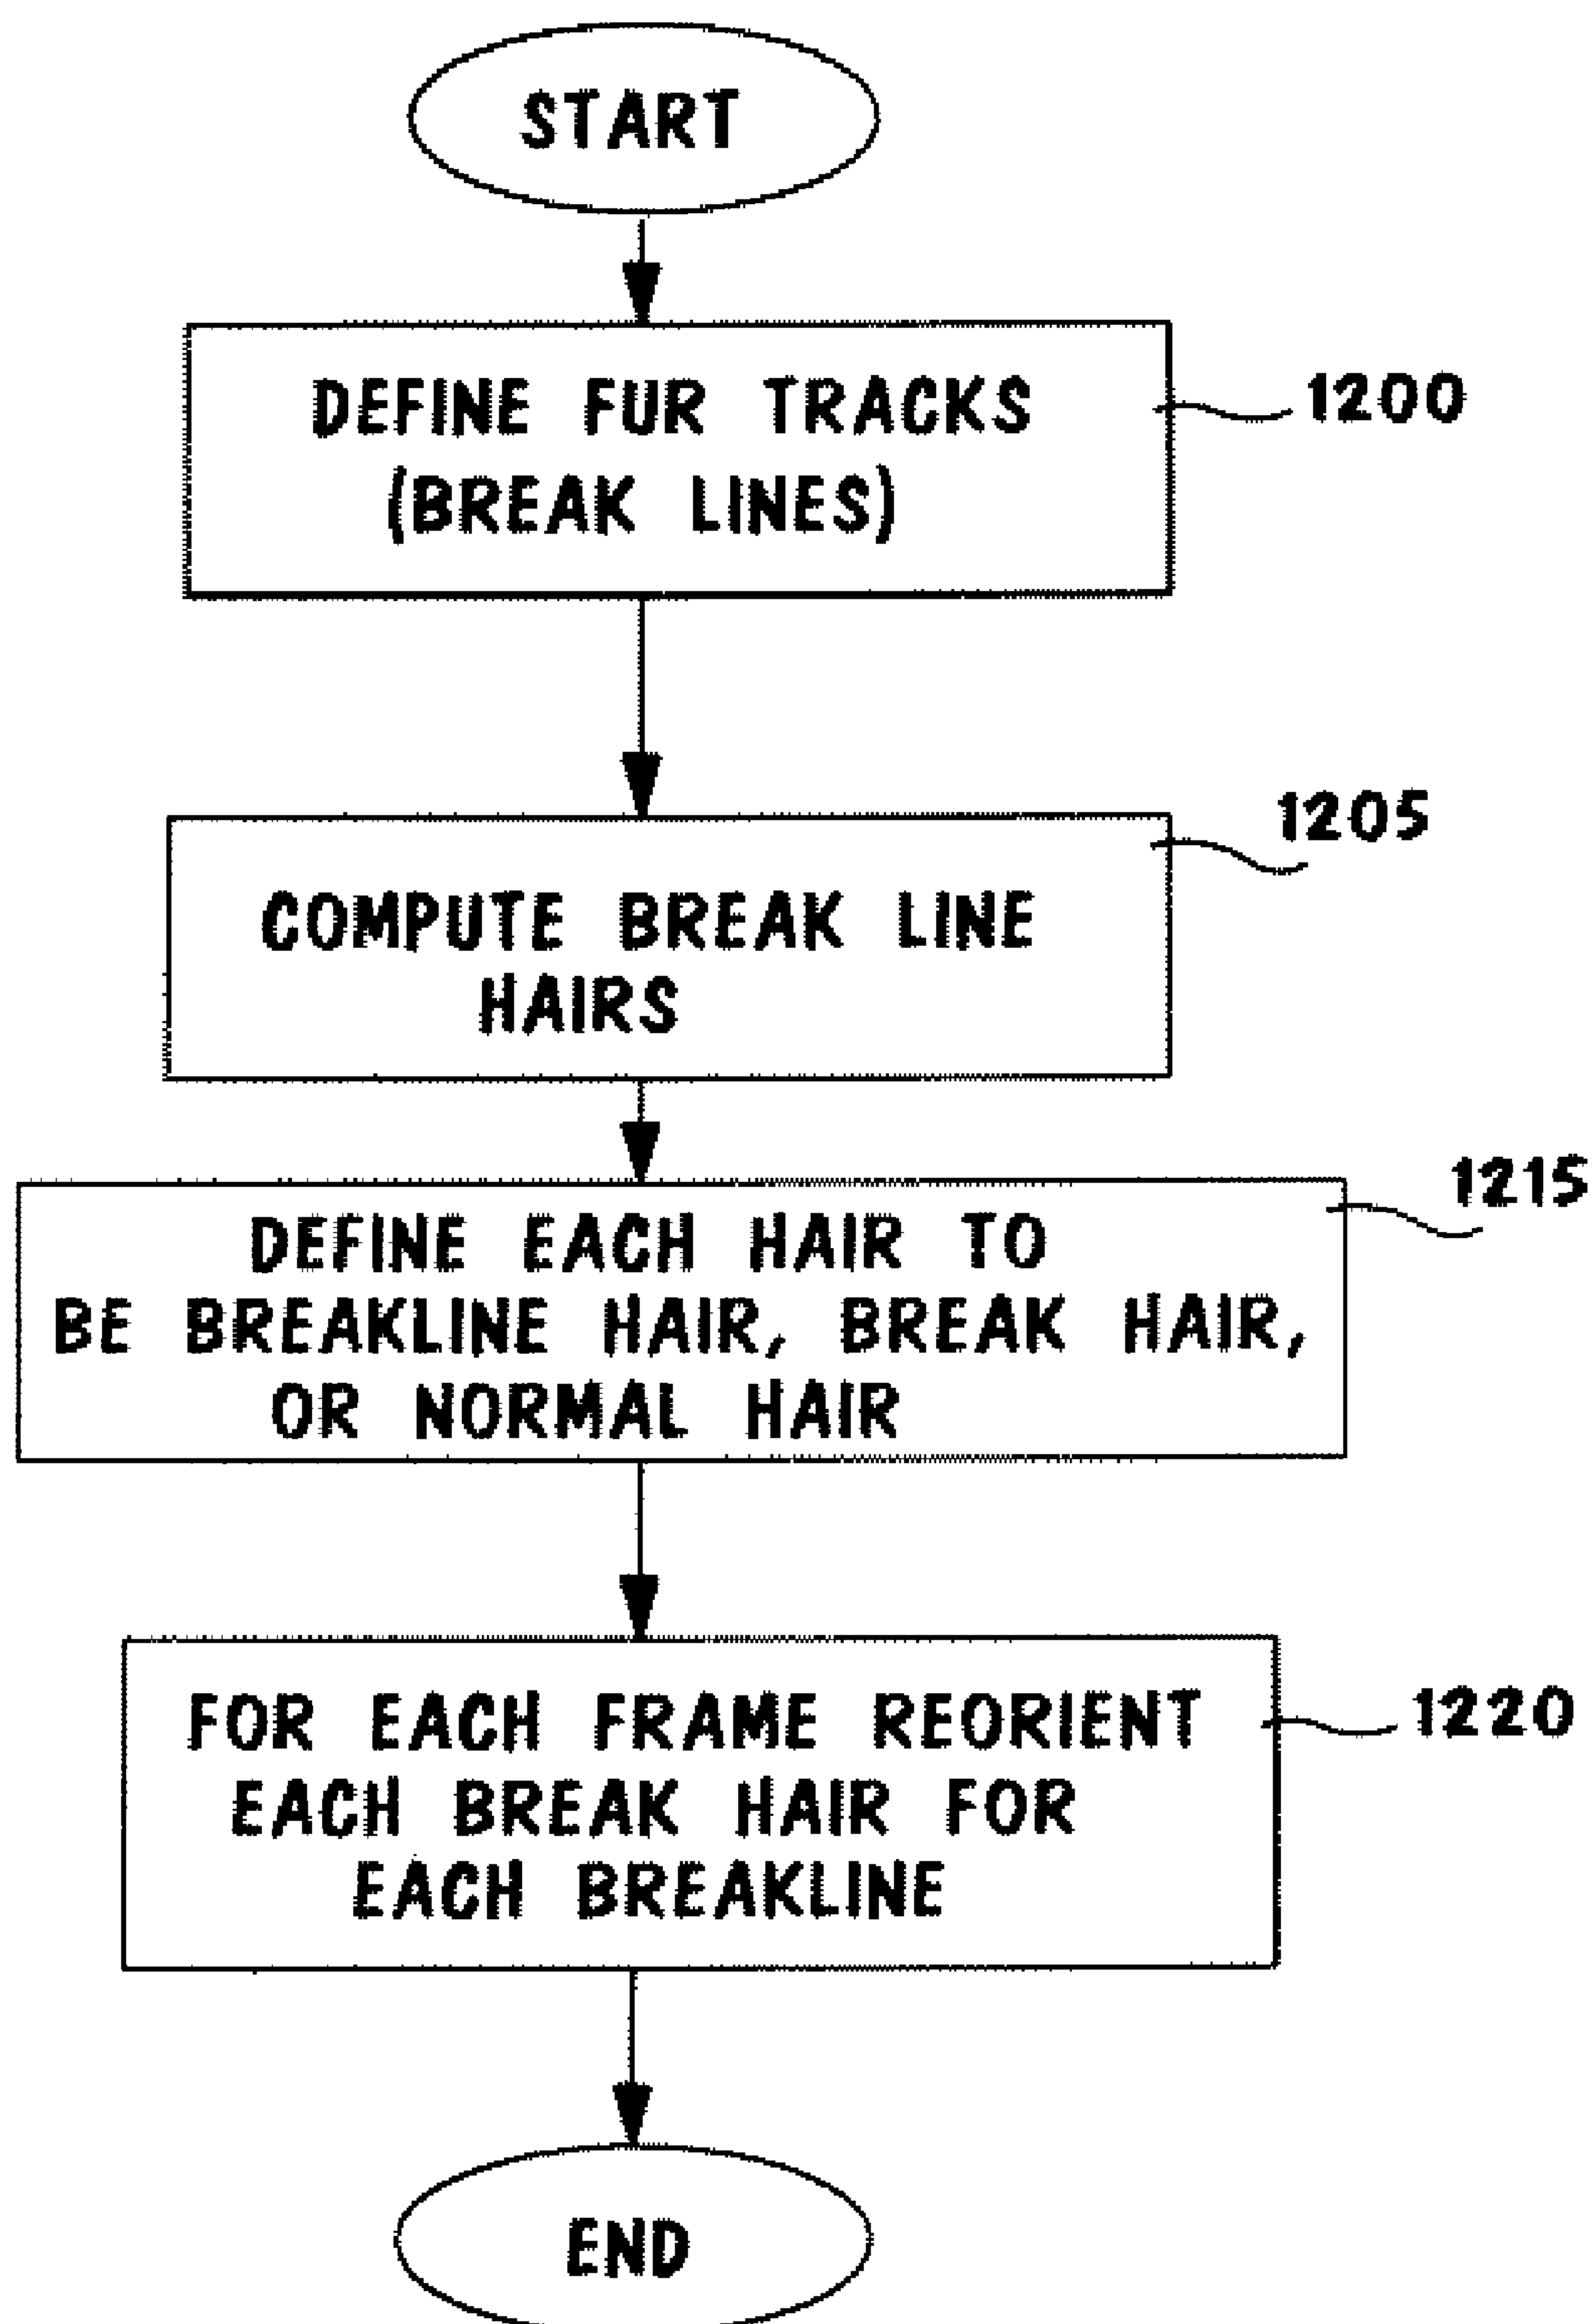 START
DEFINE FUR TRACKS
(BREAK LINES)
1200
COMPUTE BREAK LINE
HAIRS
1205
DEFINE EACH HAIR TO
BE BREAKLINE HAIR, BREAK HAIR,
OR NORMAL HAIR
1215
FOR EACH FRAME REORIENT
EACH BREAK HAIR FOR
EACH BREAKLINE
1220
END